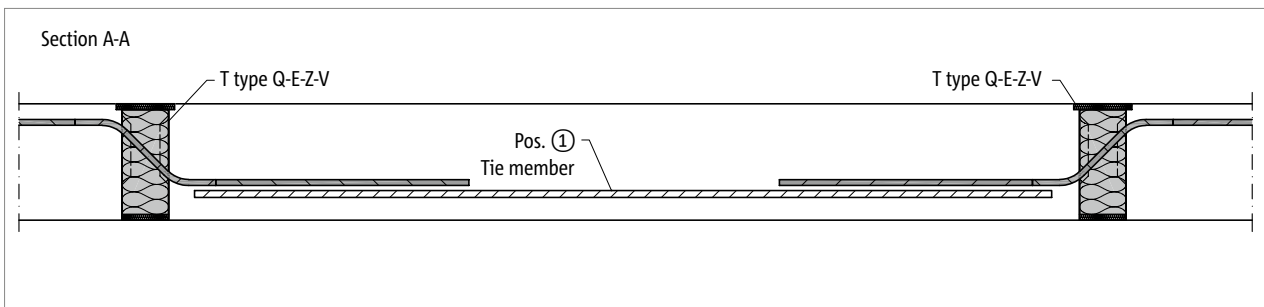 Section A-A
T type Q-E-Z-V
T type Q-E-Z-V
Pos. ①
Tie member